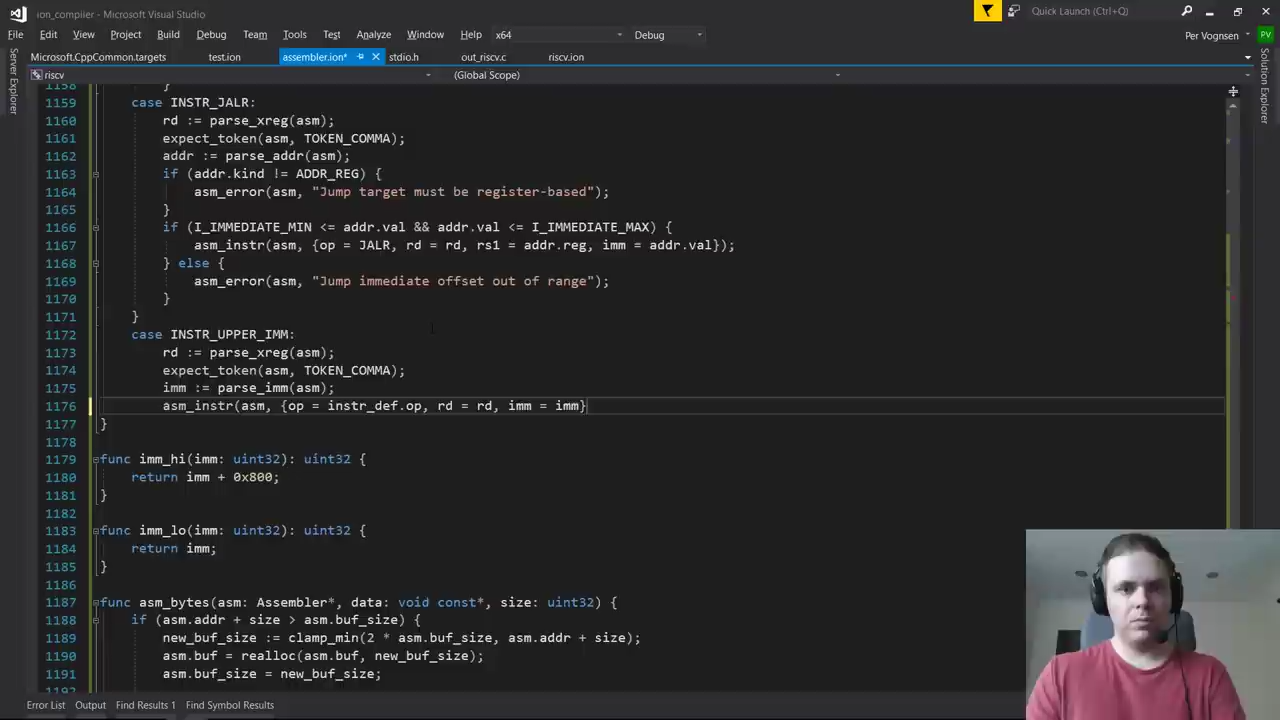 ion_compiler - Microsoft Visual Studio
Quick Launch (Ctrl+Q)
File Edit View Project Build Debug Team Tools Test Analyze Window Help x64 Debug
Per Vognsen PV
Microsoft.CppCommon.targets test.ion assembler.ion* stdio.h out_riscv.c riscv.ion
riscv (Global Scope)
Server Explorer
Solution Explorer
1158 }
1159 case INSTR_JALR:
1160 rd := parse_xreg(asm);
1161 expect_token(asm, TOKEN_COMMA);
1162 addr := parse_addr(asm);
1163 if (addr.kind != ADDR_REG) {
1164 asm_error(asm, "Jump target must be register-based");
1165 }
1166 if (I_IMMEDIATE_MIN <= addr.val && addr.val <= I_IMMEDIATE_MAX) {
1167 asm_instr(asm, {op = JALR, rd = rd, rs1 = addr.reg, imm = addr.val});
1168 } else {
1169 asm_error(asm, "Jump immediate offset out of range");
1170 }
1171 }
1172 case INSTR_UPPER_IMM:
1173 rd := parse_xreg(asm);
1174 expect_token(asm, TOKEN_COMMA);
1175 imm := parse_imm(asm);
1176 asm_instr(asm, {op = instr_def.op, rd = rd, imm = imm}
1177 }
1178
1179 func imm_hi(imm: uint32): uint32 {
1180 return imm + 0x800;
1181 }
1182
1183 func imm_lo(imm: uint32): uint32 {
1184 return imm;
1185 }
1186
1187 func asm_bytes(asm: Assembler*, data: void const*, size: uint32) {
1188 if (asm.addr + size > asm.buf_size) {
1189 new_buf_size := clamp_min(2 * asm.buf_size, asm.addr + size);
1190 asm.buf = realloc(asm.buf, new_buf_size);
1191 asm.buf_size = new_buf_size;
1192
Error List Output Find Results 1 Find Symbol Results